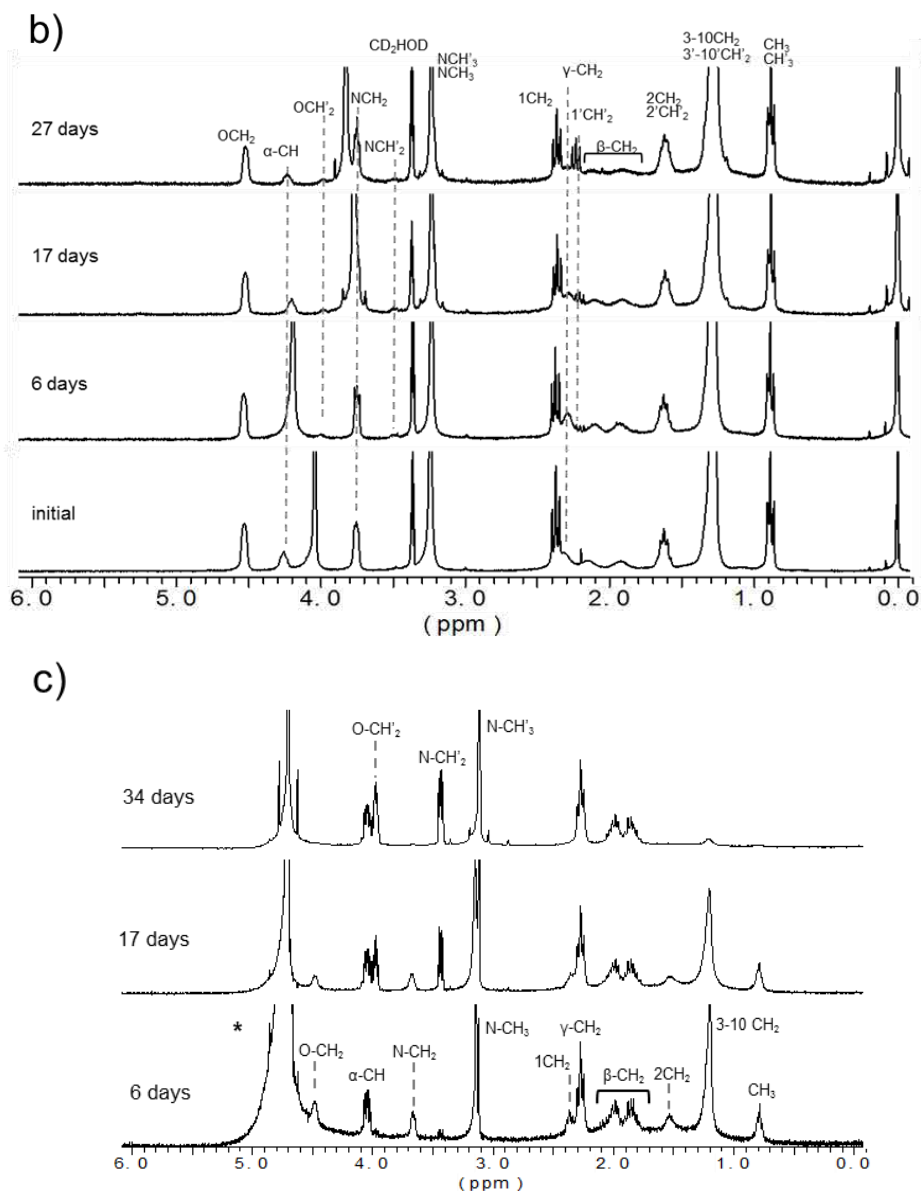 b)
CD2HOD
3-10CH2
3'-10'CH'2
CH3
CH'3
NCH'3
NCH3
γ-CH2
OCH'2
NCH2
1CH2
1'CH'2
2CH2
2'CH'2
27 days
OCH2
α-CH
NCH'2
β-CH2
17 days
6 days
initial
6.0 5.0 4.0 3.0 2.0 1.0 0.0
(ppm)
c)
O-CH'2
N-CH'3
N-CH'2
34 days
17 days
*
O-CH2
α-CH
N-CH2
N-CH3
γ-CH2
1CH2
β-CH2
2CH2
3-10 CH2
CH3
6 days
6.0 5.0 4.0 3.0 2.0 1.0 0.0
(ppm)